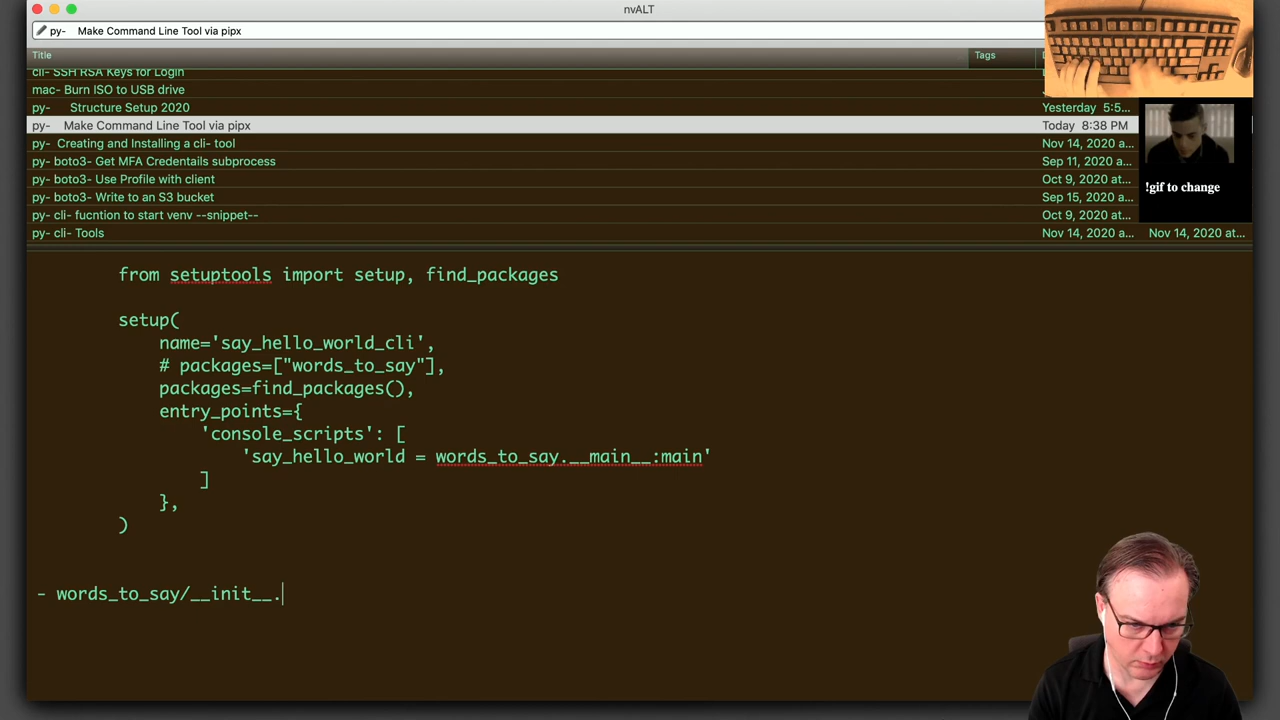 nvALT
py-   Make Command Line Tool via pipx
Title
Tags
cli- SSH RSA Keys for Login
mac- Burn ISO to USB drive
py-    Structure Setup 2020
Yesterday  5:5...
py-   Make Command Line Tool via pipx
Today  8:38 PM
py-  Creating and Installing a cli- tool
Nov 14, 2020 a...
py- boto3- Get MFA Credentails subprocess
Sep 11, 2020 a...
py- boto3- Use Profile with client
Oct 9, 2020 at...
py- boto3- Write to an S3 bucket
Sep 15, 2020 a...
py- cli- fucntion to start venv --snippet--
Oct 9, 2020 at...
py- cli- Tools
Nov 14, 2020 a...
Nov 14, 2020 at...
!gif to change
from setuptools import setup, find_packages
setup(
name='say_hello_world_cli',
# packages=["words_to_say"],
packages=find_packages(),
entry_points={
'console_scripts': [
'say_hello_world = words_to_say.__main__:main'
]
},
)
- words_to_say/__init__.